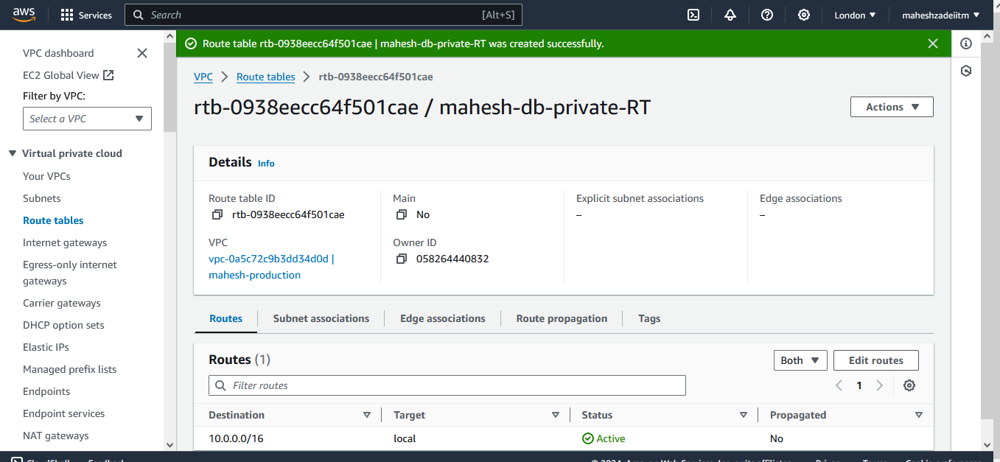 aws Services Search [Alt+S] London maheshzadeiitm
VPC dashboard
EC2 Global View
Filter by VPC:
Select a VPC
Virtual private cloud
Your VPCs
Subnets
Route tables
Internet gateways
Egress-only internet
gateways
Carrier gateways
DHCP option sets
Elastic IPs
Managed prefix lists
Endpoints
Endpoint services
NAT gateways
Route table rtb-0938eecc64f501cae | mahesh-db-private-RT was created successfully.
VPC > Route tables > rtb-0938eecc64f501cae
rtb-0938eecc64f501cae / mahesh-db-private-RT
Actions
Details Info
Route table ID
rtb-0938eecc64f501cae
VPC
vpc-0a5c72c9b3dd34d0d |
mahesh-production
Main
No
Owner ID
058264440832
Explicit subnet associations
–
Edge associations
–
Routes Subnet associations Edge associations Route propagation Tags
Routes (1)
Both Edit routes
Filter routes
1
Destination Target Status Propagated
10.0.0.0/16 local Active No